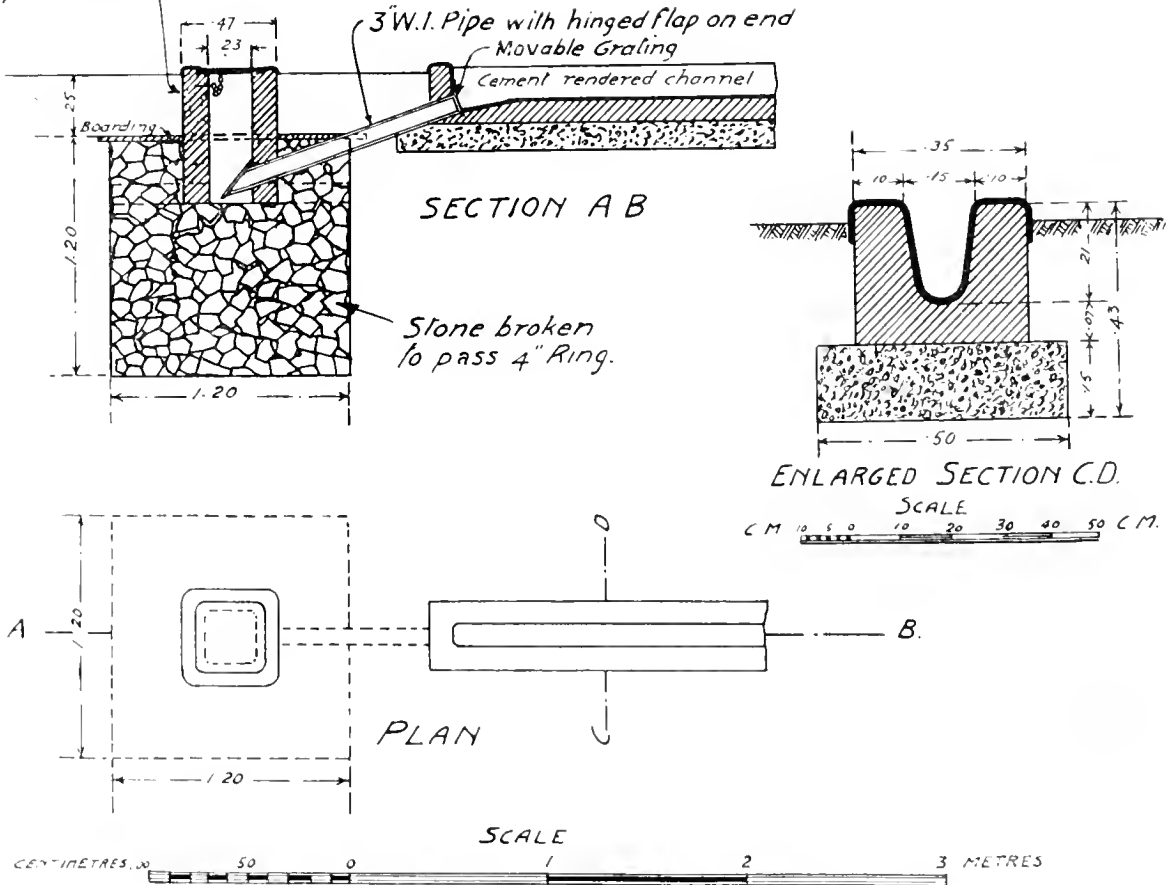 .47
.23
3" W.I. Pipe with hinged flap on end
Movable Grating
Cement rendered channel
.25
Boarding
1.20
SECTION A B
Stone broken
to pass 4" Ring.
1.20
.35
.10 .15 .10
.21
.07
.15
.43
.50
ENLARGED SECTION C.D.
SCALE
C M 10 5 0 10 20 30 40 50 C M.
D
1.20
A
B.
C
PLAN
1.20
SCALE
CENTIMETRES. 50 0 1 2 3 METRES